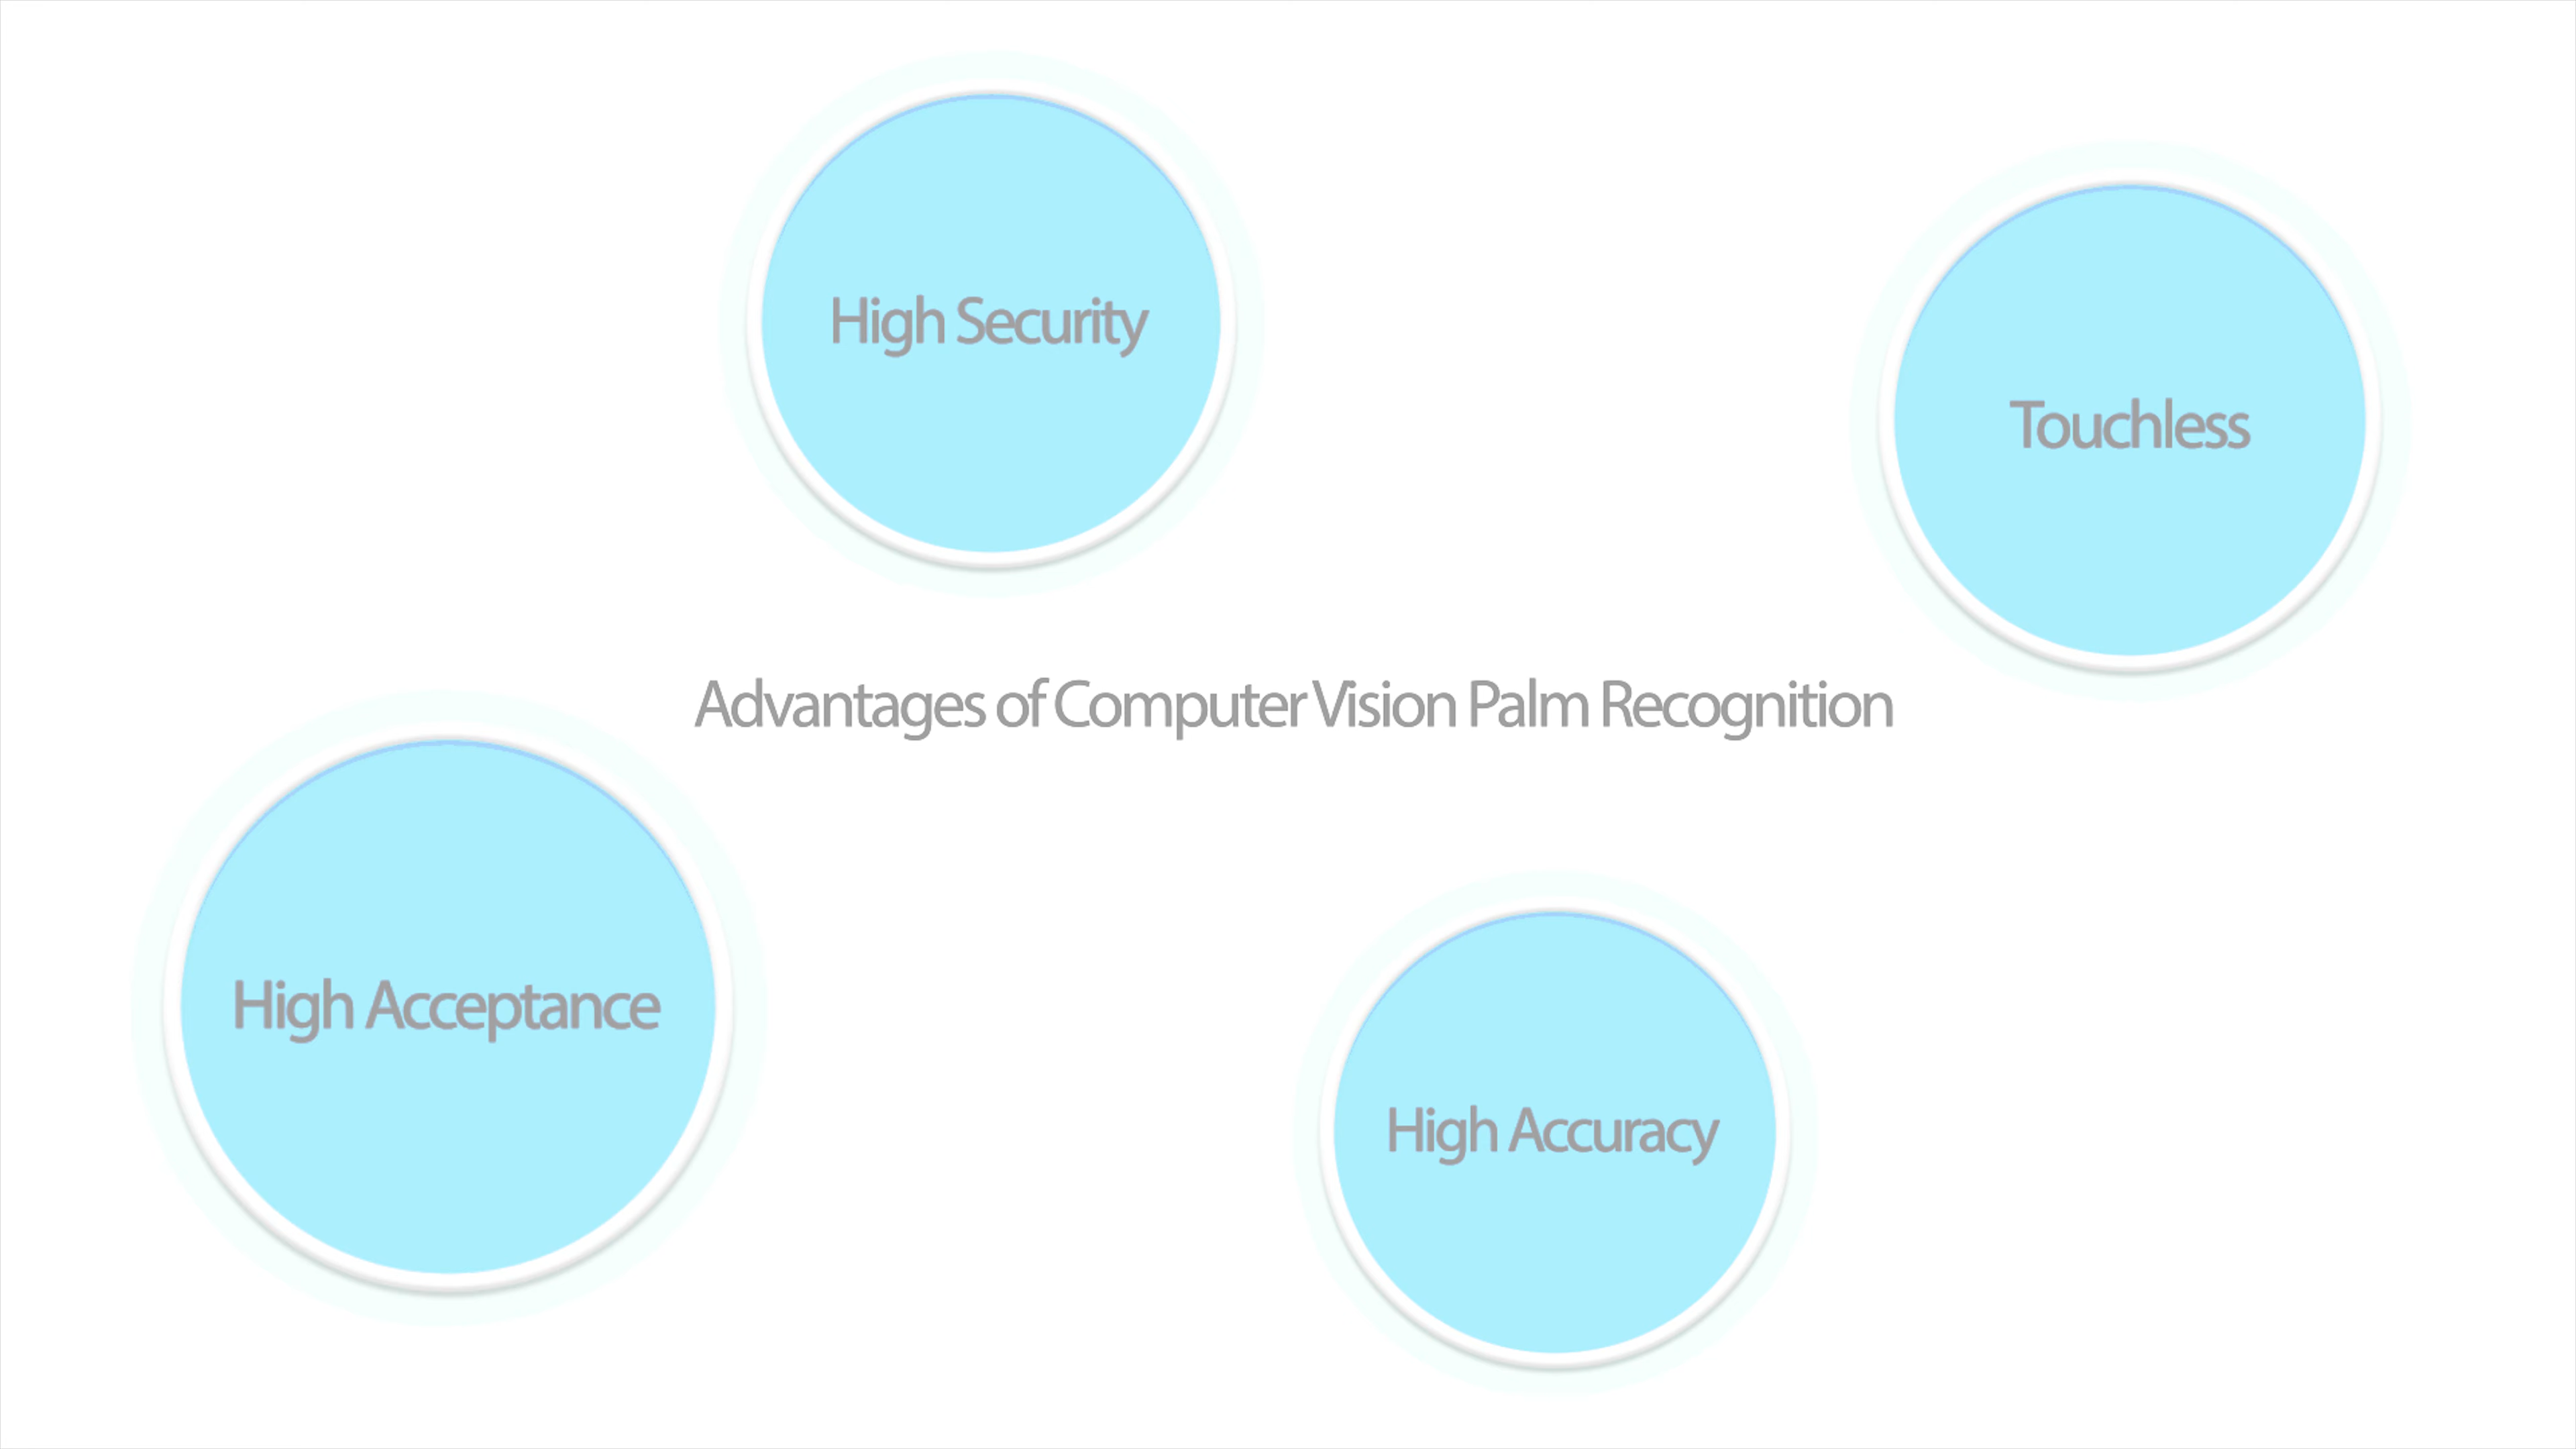 High Security
Touchless
Advantages of Computer Vision Palm Recognition
High Acceptance
High Accuracy